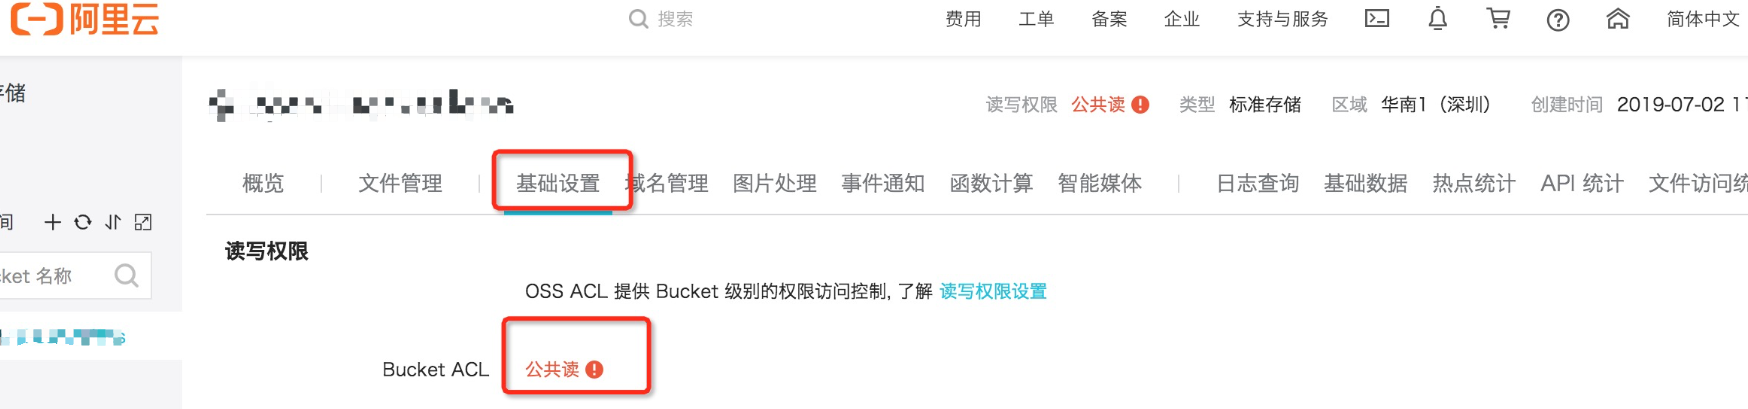 阿里云 搜索 费用 工单 备案 企业 支持与服务 简体中文
存储
读写权限 公共读 类型 标准存储 区域 华南1（深圳） 创建时间 2019-07-02 11
概览 文件管理 基础设置 域名管理 图片处理 事件通知 函数计算 智能媒体 日志查询 基础数据 热点统计 API 统计 文件访问统
间
读写权限
cket 名称
OSS ACL 提供 Bucket 级别的权限访问控制, 了解 读写权限设置
Bucket ACL 公共读